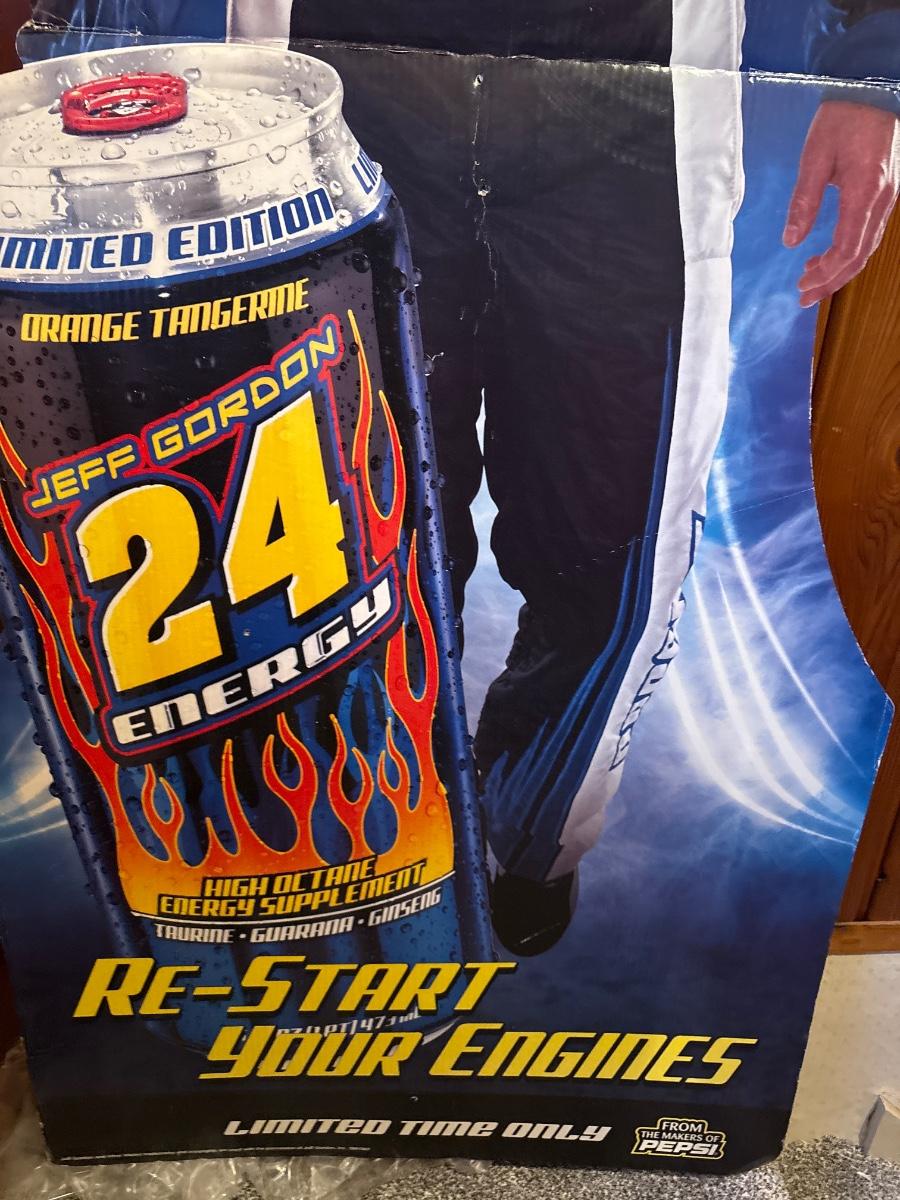 LIMITED EDITION
ORANGE TANGERINE
JEFF GORDON
24
ENERGY
HIGH OCTANE
ENERGY SUPPLEMENT
TAURINE • GUARANA • GINSENG
RE-START
YOUR ENGINES
LIMITED TIME ONLY
FROM
THE MAKERS OF
PEPSI